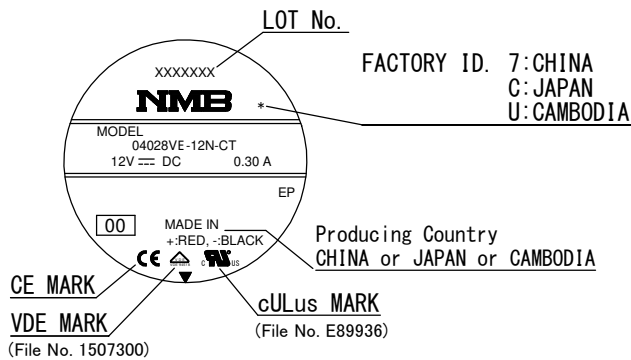 LOT No.
XXXXXXX
NMB *
FACTORY ID. 7:CHINA
C:JAPAN
U:CAMBODIA
MODEL
04028VE-12N-CT
12V ⎓ DC 0.30 A
EP
00
MADE IN
+:RED, -:BLACK
CE
C US
Producing Country
CHINA or JAPAN or CAMBODIA
CE MARK
VDE MARK
(File No. 1507300)
cULus MARK
(File No. E89936)